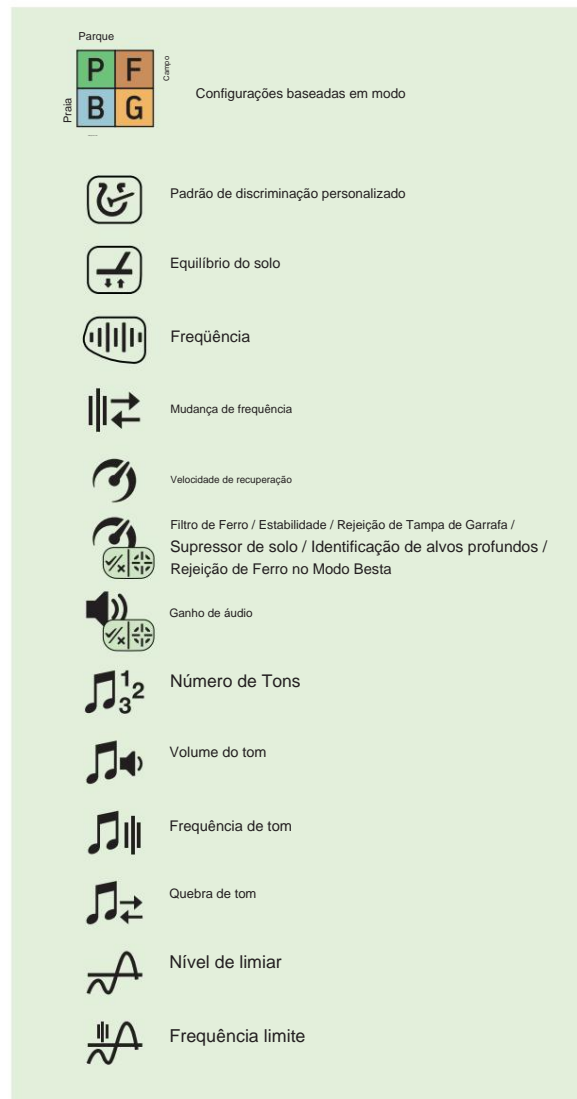 Parque
P F
Campo
Praia
B G
Configurações baseadas em modo
Padrão de discriminação personalizado
Equilíbrio do solo
Freqüência
Mudança de frequência
Velocidade de recuperação
Filtro de Ferro / Estabilidade / Rejeição de Tampa de Garrafa /
Supressor de solo / Identificação de alvos profundos /
Rejeição de Ferro no Modo Besta
Ganho de áudio
1
2
3
Número de Tons
Volume do tom
Frequência de tom
Quebra de tom
Nível de limiar
Frequência limite